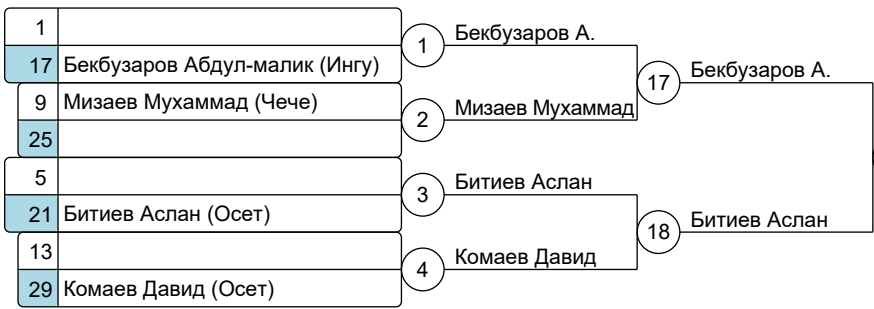 1
17 Бекбузаров Абдул-малик (Ингу)
9 Мизаев Мухаммад (Чече)
25
5
21 Битиев Аслан (Осет)
13
29 Комаев Давид (Осет)
1 Бекбузаров А.
2 Мизаев Мухаммад
3 Битиев Аслан
4 Комаев Давид
17 Бекбузаров А.
18 Битиев Аслан